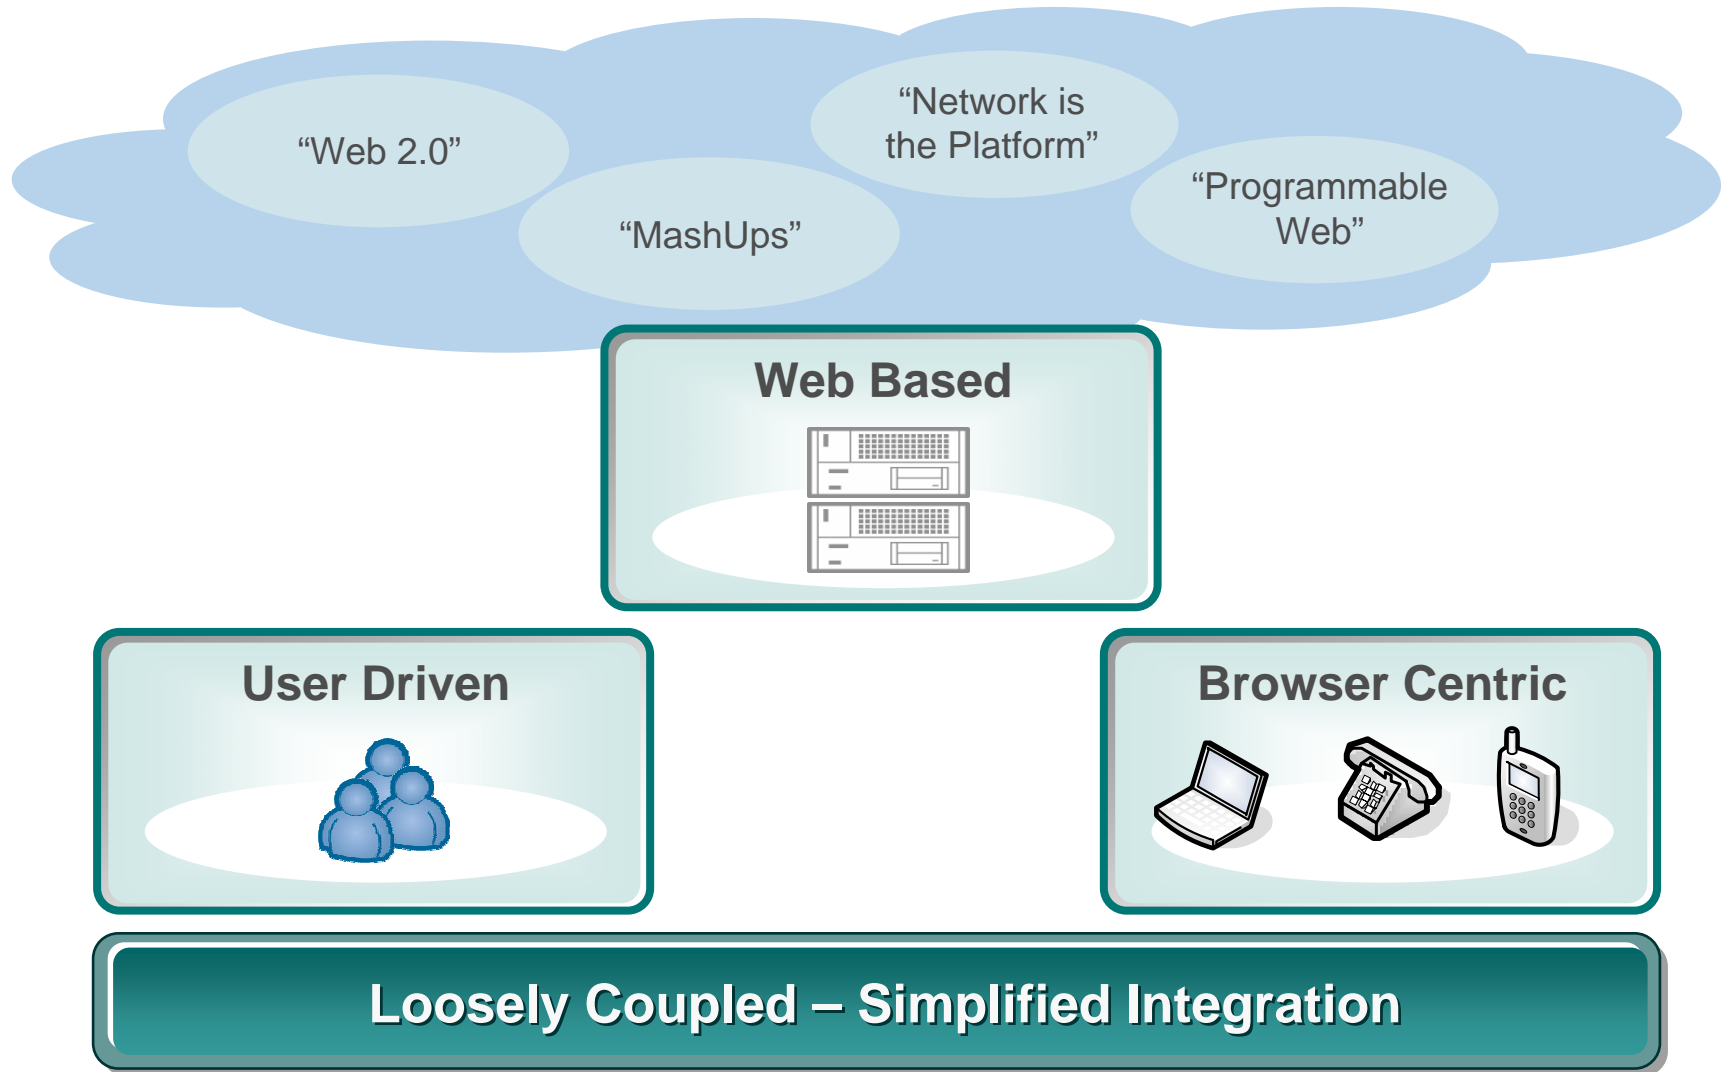 “Web 2.0”
“MashUps”
“Network is
the Platform”
“Programmable
Web”
Web Based
User Driven
Browser Centric
Loosely Coupled – Simplified Integration